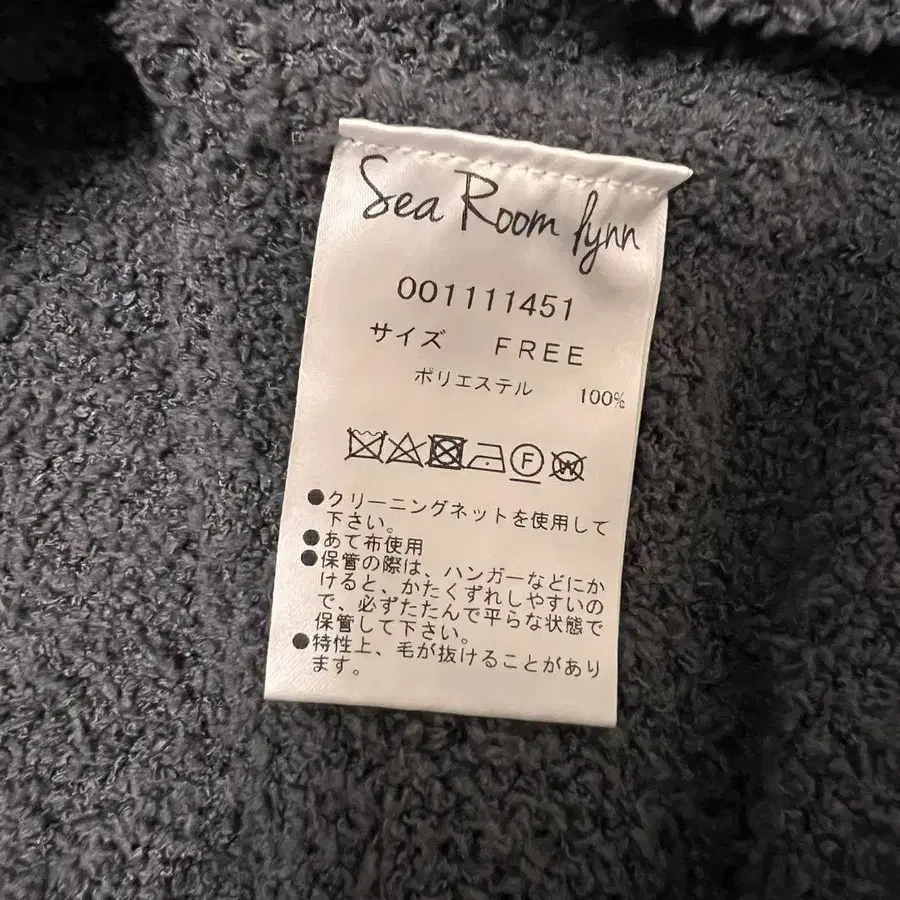 Sea Room lynn
001111451
サイズ FREE
ポリエステル 100%
F W
●クリーニングネットを使用して
下さい。
●あて布使用
●保管の際は、ハンガーなどにか
けると、かたくずれしやすいの
で、必ずたたんで平らな状態で
保管して下さい。
●特性上、毛が抜けることがあり
ます。